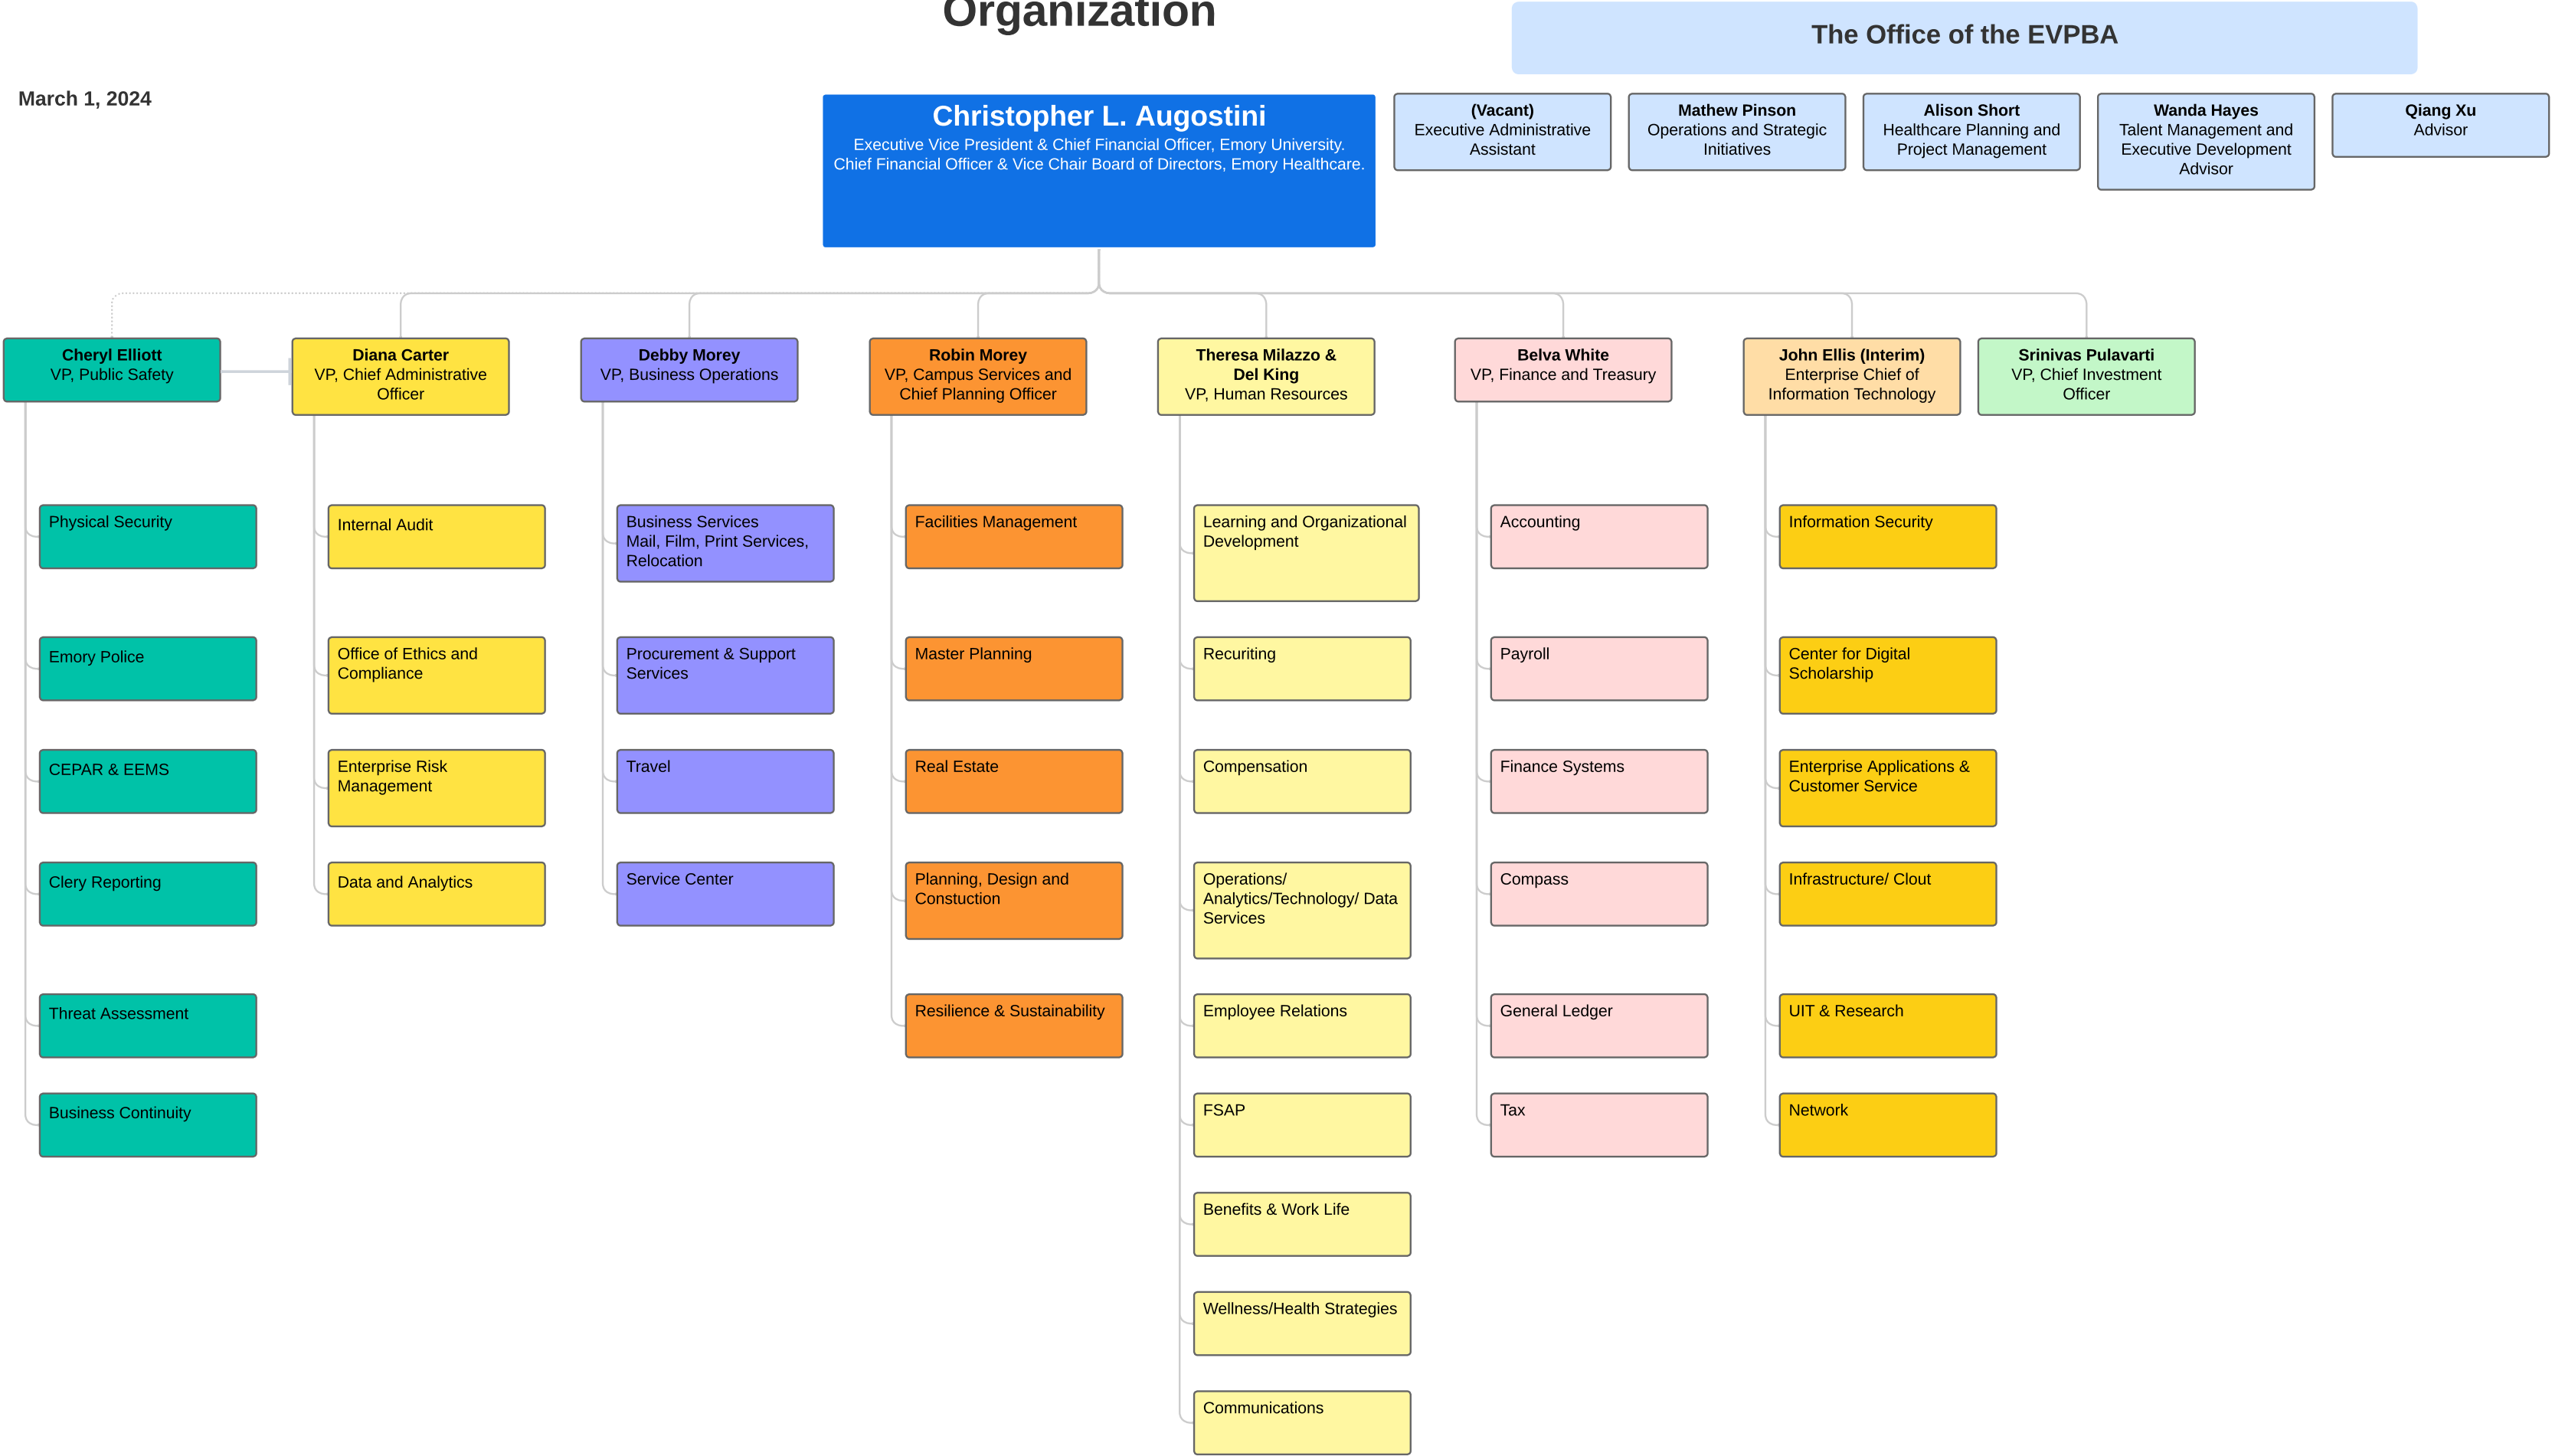 Organization
The Office of the EVPBA
March 1, 2024
Christopher L. Augostini
Executive Vice President & Chief Financial Officer, Emory University.
Chief Financial Officer & Vice Chair Board of Directors, Emory Healthcare.
(Vacant)
Executive Administrative
Assistant
Mathew Pinson
Operations and Strategic
Initiatives
Alison Short
Healthcare Planning and
Project Management
Wanda Hayes
Talent Management and
Executive Development
Advisor
Qiang Xu
Advisor
Cheryl Elliott
VP, Public Safety
Diana Carter
VP, Chief Administrative
Officer
Debby Morey
VP, Business Operations
Robin Morey
VP, Campus Services and
Chief Planning Officer
Theresa Milazzo &
Del King
VP, Human Resources
Belva White
VP, Finance and Treasury
John Ellis (Interim)
Enterprise Chief of
Information Technology
Srinivas Pulavarti
VP, Chief Investment
Officer
Physical Security
Emory Police
CEPAR & EEMS
Clery Reporting
Threat Assessment
Business Continuity
Internal Audit
Office of Ethics and
Compliance
Enterprise Risk
Management
Data and Analytics
Business Services
Mail, Film, Print Services,
Relocation
Procurement & Support
Services
Travel
Service Center
Facilities Management
Master Planning
Real Estate
Planning, Design and
Constuction
Resilience & Sustainability
Learning and Organizational
Development
Recuriting
Compensation
Operations/
Analytics/Technology/ Data
Services
Employee Relations
FSAP
Benefits & Work Life
Wellness/Health Strategies
Communications
Accounting
Payroll
Finance Systems
Compass
General Ledger
Tax
Information Security
Center for Digital
Scholarship
Enterprise Applications &
Customer Service
Infrastructure/ Clout
UIT & Research
Network